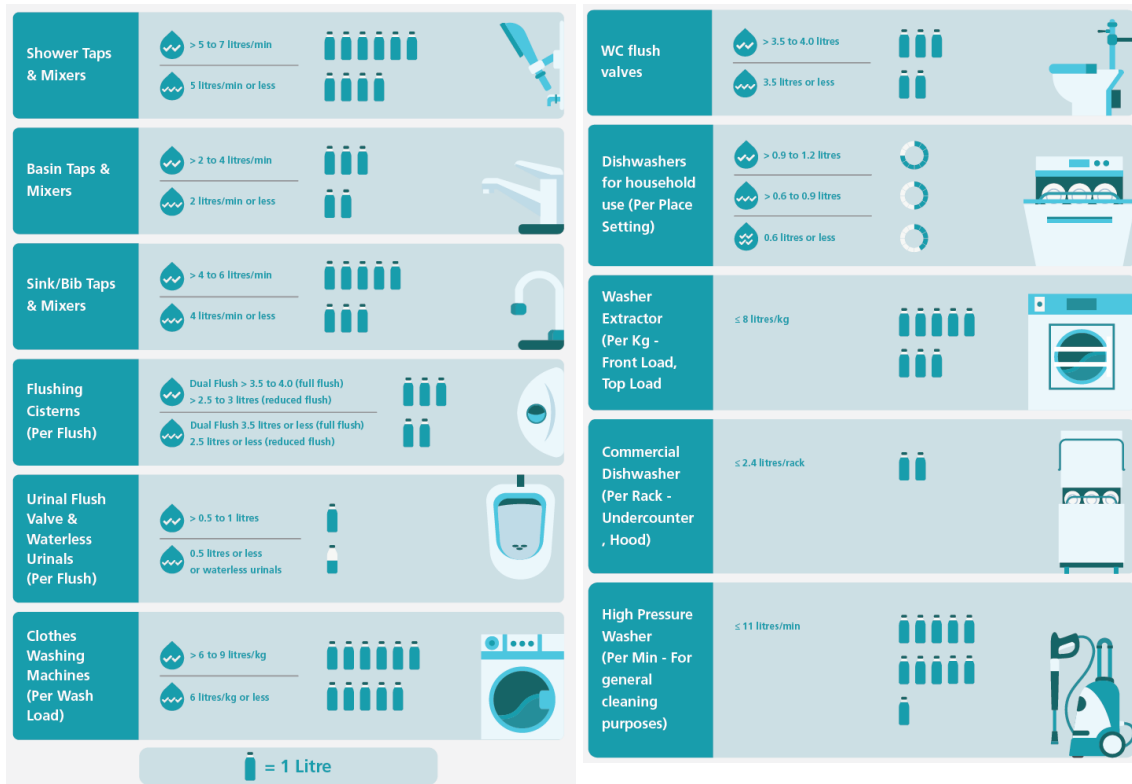 Shower Taps
& Mixers
> 5 to 7 litres/min
5 litres/min or less
Basin Taps &
Mixers
> 2 to 4 litres/min
2 litres/min or less
Sink/Bib Taps
& Mixers
> 4 to 6 litres/min
4 litres/min or less
Flushing
Cisterns
(Per Flush)
Dual Flush > 3.5 to 4.0 (full flush)
> 2.5 to 3 litres (reduced flush)
Dual Flush 3.5 litres or less (full flush)
2.5 litres or less (reduced flush)
Urinal Flush
Valve &
Waterless
Urinals
(Per Flush)
> 0.5 to 1 litres
0.5 litres or less
or waterless urinals
Clothes
Washing
Machines
(Per Wash
Load)
> 6 to 9 litres/kg
6 litres/kg or less
= 1 Litre
WC flush
valves
> 3.5 to 4.0 litres
3.5 litres or less
Dishwashers
for household
use (Per Place
Setting)
> 0.9 to 1.2 litres
> 0.6 to 0.9 litres
0.6 litres or less
Washer
Extractor
(Per Kg -
Front Load,
Top Load
≤ 8 litres/kg
Commercial
Dishwasher
(Per Rack -
Undercounter
, Hood)
≤ 2.4 litres/rack
High Pressure
Washer
(Per Min - For
general
cleaning
purposes)
≤ 11 litres/min